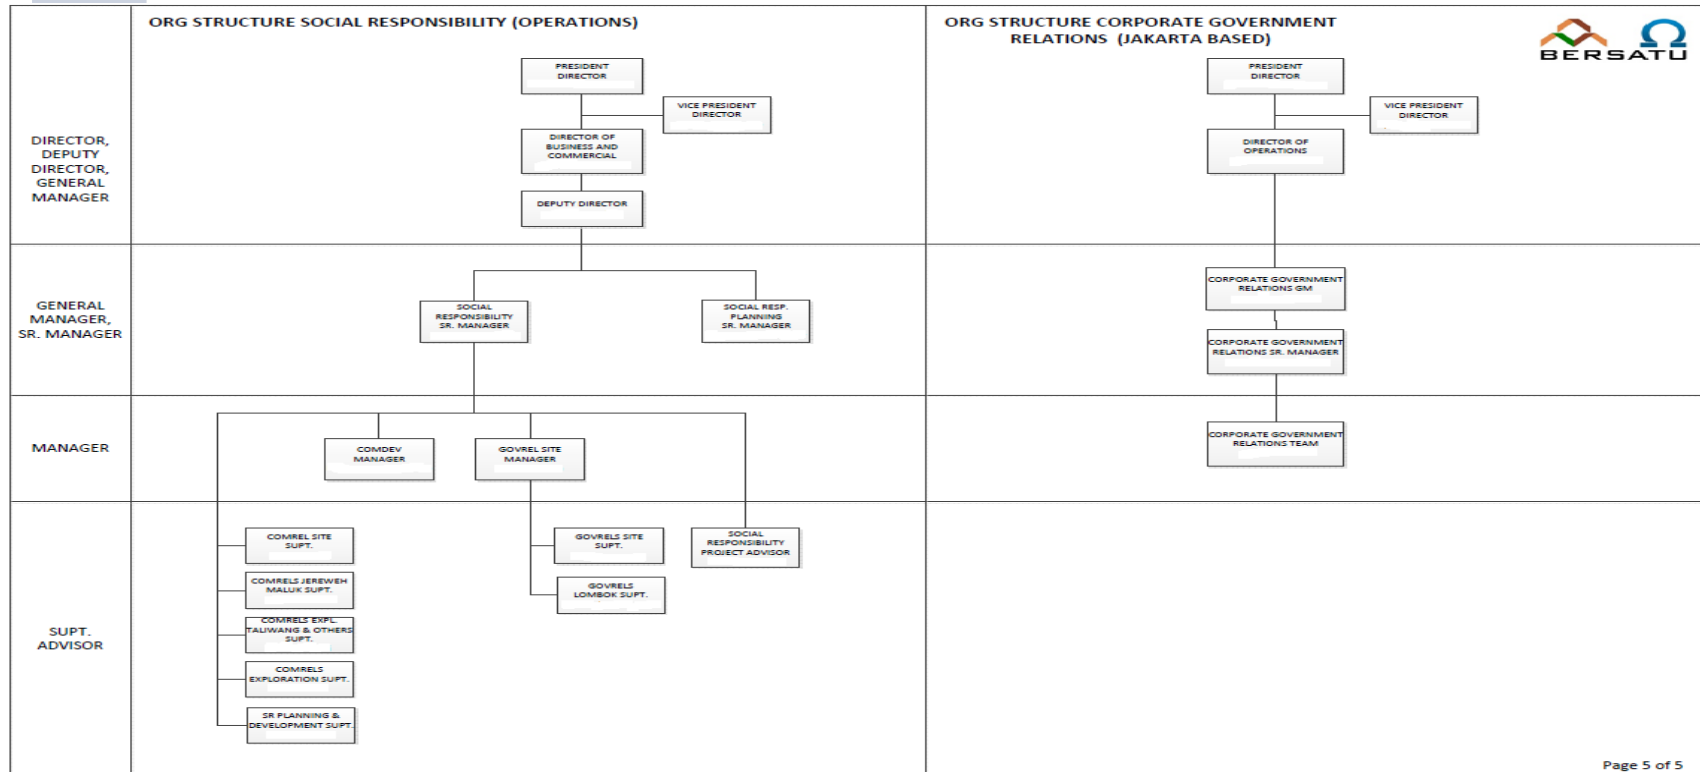 ORG STRUCTURE SOCIAL RESPONSIBILITY (OPERATIONS)
ORG STRUCTURE CORPORATE GOVERNMENT
RELATIONS (JAKARTA BASED)
BERSATU
DIRECTOR,
DEPUTY
DIRECTOR,
GENERAL
MANAGER
PRESIDENT
DIRECTOR
VICE PRESIDENT
DIRECTOR
DIRECTOR OF
BUSINESS AND
COMMERCIAL
DEPUTY DIRECTOR
PRESIDENT
DIRECTOR
VICE PRESIDENT
DIRECTOR
DIRECTOR OF
OPERATIONS
GENERAL
MANAGER,
SR. MANAGER
SOCIAL
RESPONSIBILITY
SR. MANAGER
SOCIAL RESP.
PLANNING
SR. MANAGER
CORPORATE GOVERNMENT
RELATIONS GM
CORPORATE GOVERNMENT
RELATIONS SR. MANAGER
MANAGER
COMDEV
MANAGER
GOVREL SITE
MANAGER
CORPORATE GOVERNMENT
RELATIONS TEAM
SUPT.
ADVISOR
COMREL SITE
SUPT.
COMRELS JEREWEH
MALUK SUPT.
COMRELS EXPL.
TALIWANG & OTHERS
SUPT.
COMRELS
EXPLORATION SUPT.
SR PLANNING &
DEVELOPMENT SUPT.
GOVRELS SITE
SUPT.
GOVRELS
LOMBOK SUPT.
SOCIAL
RESPONSIBILITY
PROJECT ADVISOR
Page 5 of 5